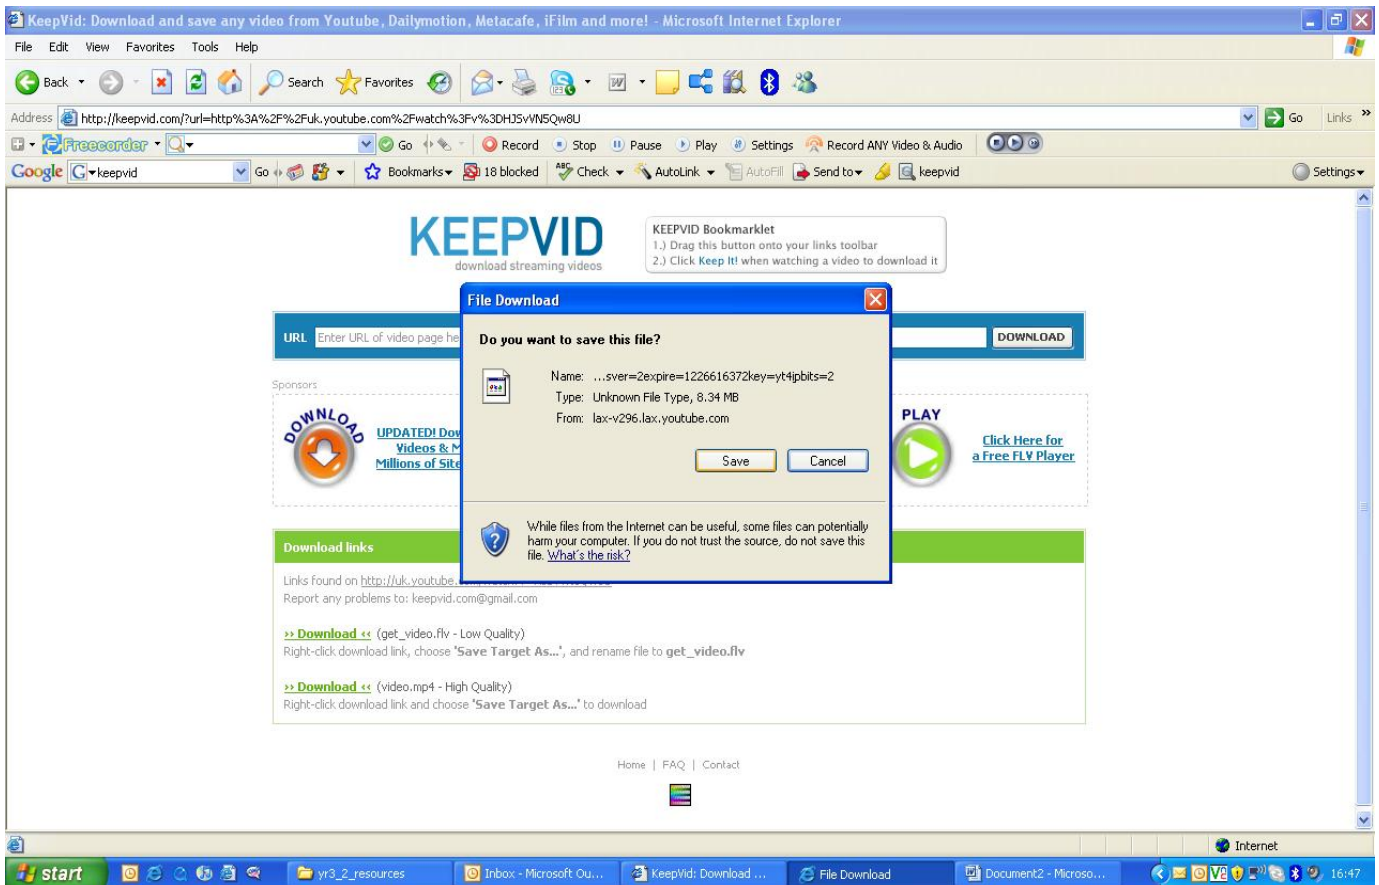 KeepVid: Download and save any video from Youtube, Dailymotion, Metacafe, iFilm and more! - Microsoft Internet Explorer
File Edit View Favorites Tools Help
Back Search Favorites
Address http://keepvid.com/?url=http%3A%2F%2Fuk.youtube.com%2Fwatch%3Fv%3DHJ5vVN5Qw8U Go Links »
Freecorder Go Record Stop Pause Play Settings Record ANY Video & Audio
Google keepvid Go Bookmarks 18 blocked Check AutoLink AutoFill Send to keepvid Settings
KEEPVID
download streaming videos
KEEPVID Bookmarklet
1.) Drag this button onto your links toolbar
2.) Click Keep It! when watching a video to download it
URL Enter URL of video page he DOWNLOAD
File Download
Do you want to save this file?
Name: ...sver=2expire=1226616372key=yt4ipbits=2
Type: Unknown File Type, 8.34 MB
From: lax-v296.lax.youtube.com
Save Cancel
While files from the Internet can be useful, some files can potentially
harm your computer. If you do not trust the source, do not save this
file. What's the risk?
Sponsors
DOWNLOAD
UPDATED! Dow
Videos & M
Millions of Site
PLAY
Click Here for
a Free FLV Player
Download links
Links found on http://uk.youtube.
Report any problems to: keepvid.com@gmail.com
>> Download << (get_video.flv - Low Quality)
Right-click download link, choose 'Save Target As...', and rename file to get_video.flv
>> Download << (video.mp4 - High Quality)
Right-click download link and choose 'Save Target As...' to download
Home | FAQ | Contact
Internet
start yr3_2_resources Inbox - Microsoft Ou... KeepVid: Download ... File Download Document2 - Microso... 16:47